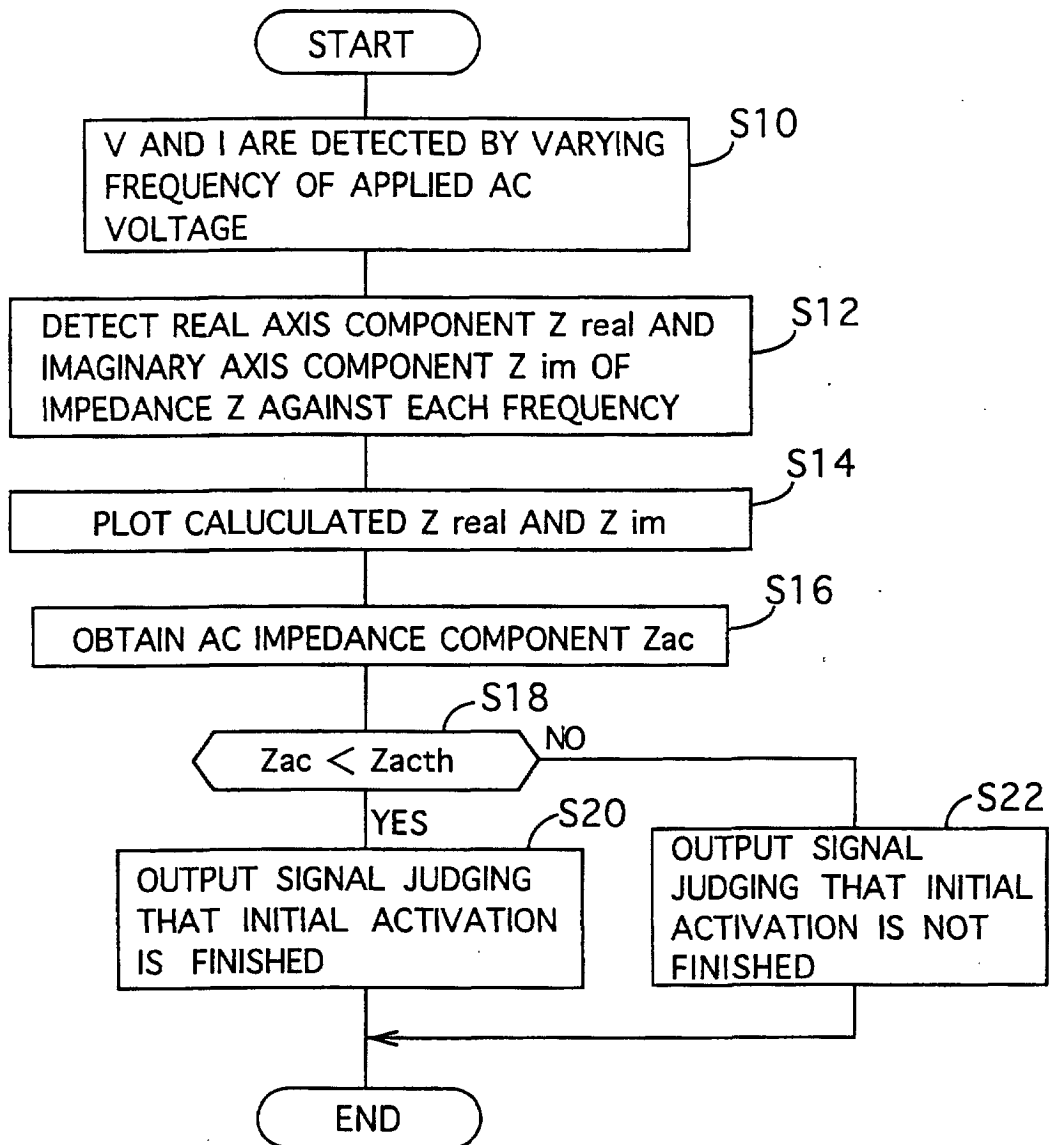 START
S10
V AND I ARE DETECTED BY VARYING
FREQUENCY OF APPLIED AC
VOLTAGE
S12
DETECT REAL AXIS COMPONENT Z real AND
IMAGINARY AXIS COMPONENT Z im OF
IMPEDANCE Z AGAINST EACH FREQUENCY
S14
PLOT CALUCULATED Z real AND Z im
S16
OBTAIN AC IMPEDANCE COMPONENT Zac
S18
Zac < Zacth
NO
YES
S20
OUTPUT SIGNAL JUDGING
THAT INITIAL ACTIVATION
IS FINISHED
S22
OUTPUT SIGNAL
JUDGING THAT INITIAL
ACTIVATION IS NOT
FINISHED
END